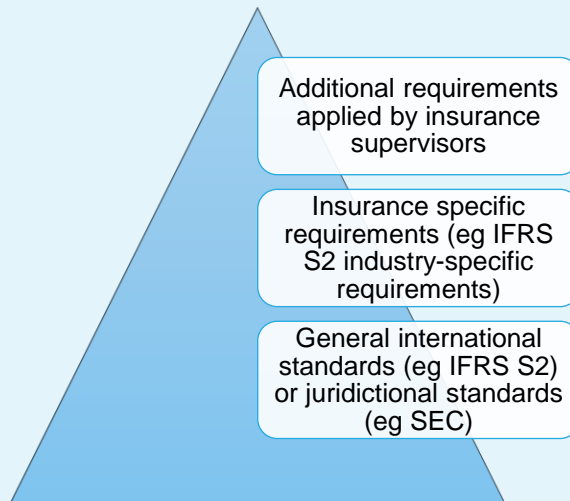 Additional requirements
applied by insurance
supervisors
Insurance specific
requirements (eg IFRS
S2 industry-specific
requirements)
General international
standards (eg IFRS S2)
or juridictional standards
(eg SEC)